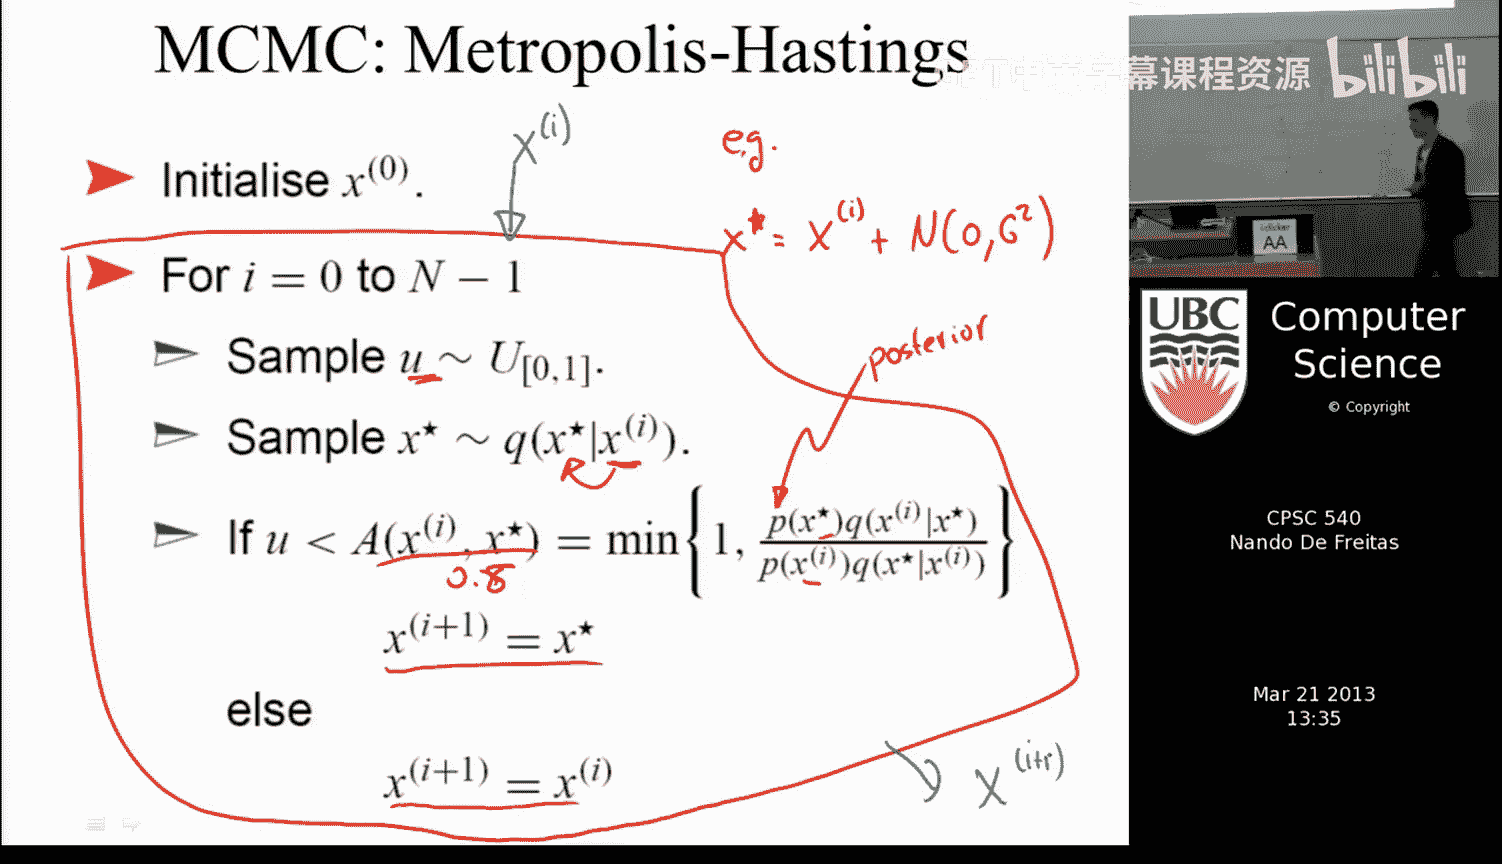 MCMC: Metropolis-Hastings
幕课程资源 bilibili
x^(i)
e.g.
Initialise x^(0).
x* = x^(i) + N(0, σ²)
For i = 0 to N − 1
posterior
Sample u ~ U[0,1].
Sample x* ~ q(x*|x^(i)).
If u < A(x^(i), x*) = min{1, p(x*)q(x^(i)|x*) / p(x^(i))q(x*|x^(i))}
0.8
x^(i+1) = x*
else
x^(i+1) = x^(i)
AA
UBC
Computer
Science
© Copyright
CPSC 540
Nando De Freitas
Mar 21 2013
13:35